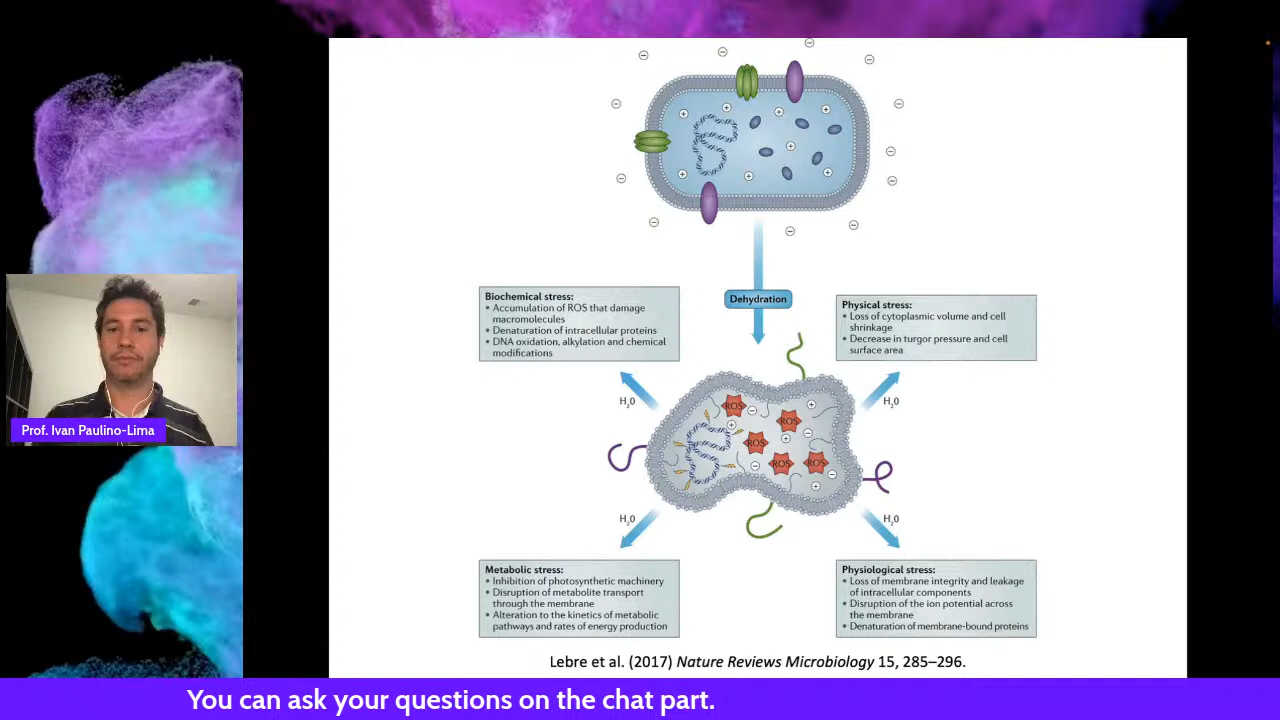 Dehydration
Biochemical stress:
• Accumulation of ROS that damage
macromolecules
• Denaturation of intracellular proteins
• DNA oxidation, alkylation and chemical
modifications
Physical stress:
• Loss of cytoplasmic volume and cell
shrinkage
• Decrease in turgor pressure and cell
surface area
H₂0
H₂0
ROS
ROS
ROS
ROS
ROS
Prof. Ivan Paulino-Lima
H₂0
H₂0
Metabolic stress:
• Inhibition of photosynthetic machinery
• Disruption of metabolite transport
through the membrane
• Alteration to the kinetics of metabolic
pathways and rates of energy production
Physiological stress:
• Loss of membrane integrity and leakage
of intracellular components
• Disruption of the ion potential across
the membrane
• Denaturation of membrane-bound proteins
Lebre et al. (2017) Nature Reviews Microbiology 15, 285–296.
You can ask your questions on the chat part.